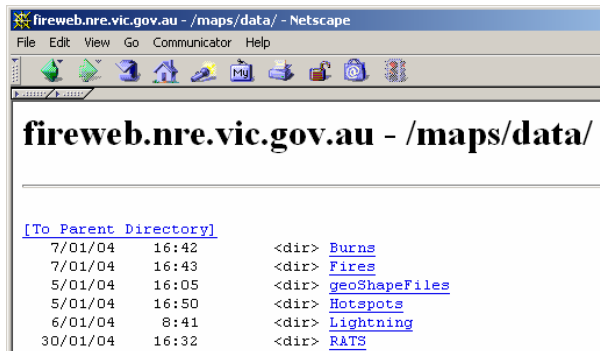 fireweb.nre.vic.gov.au - /maps/data/ - Netscape
File Edit View Go Communicator Help
My
fireweb.nre.vic.gov.au - /maps/data/
[To Parent Directory]
7/01/04 16:42 <dir> Burns
7/01/04 16:43 <dir> Fires
5/01/04 16:05 <dir> geoShapeFiles
5/01/04 16:50 <dir> Hotspots
6/01/04 8:41 <dir> Lightning
30/01/04 16:32 <dir> RATS